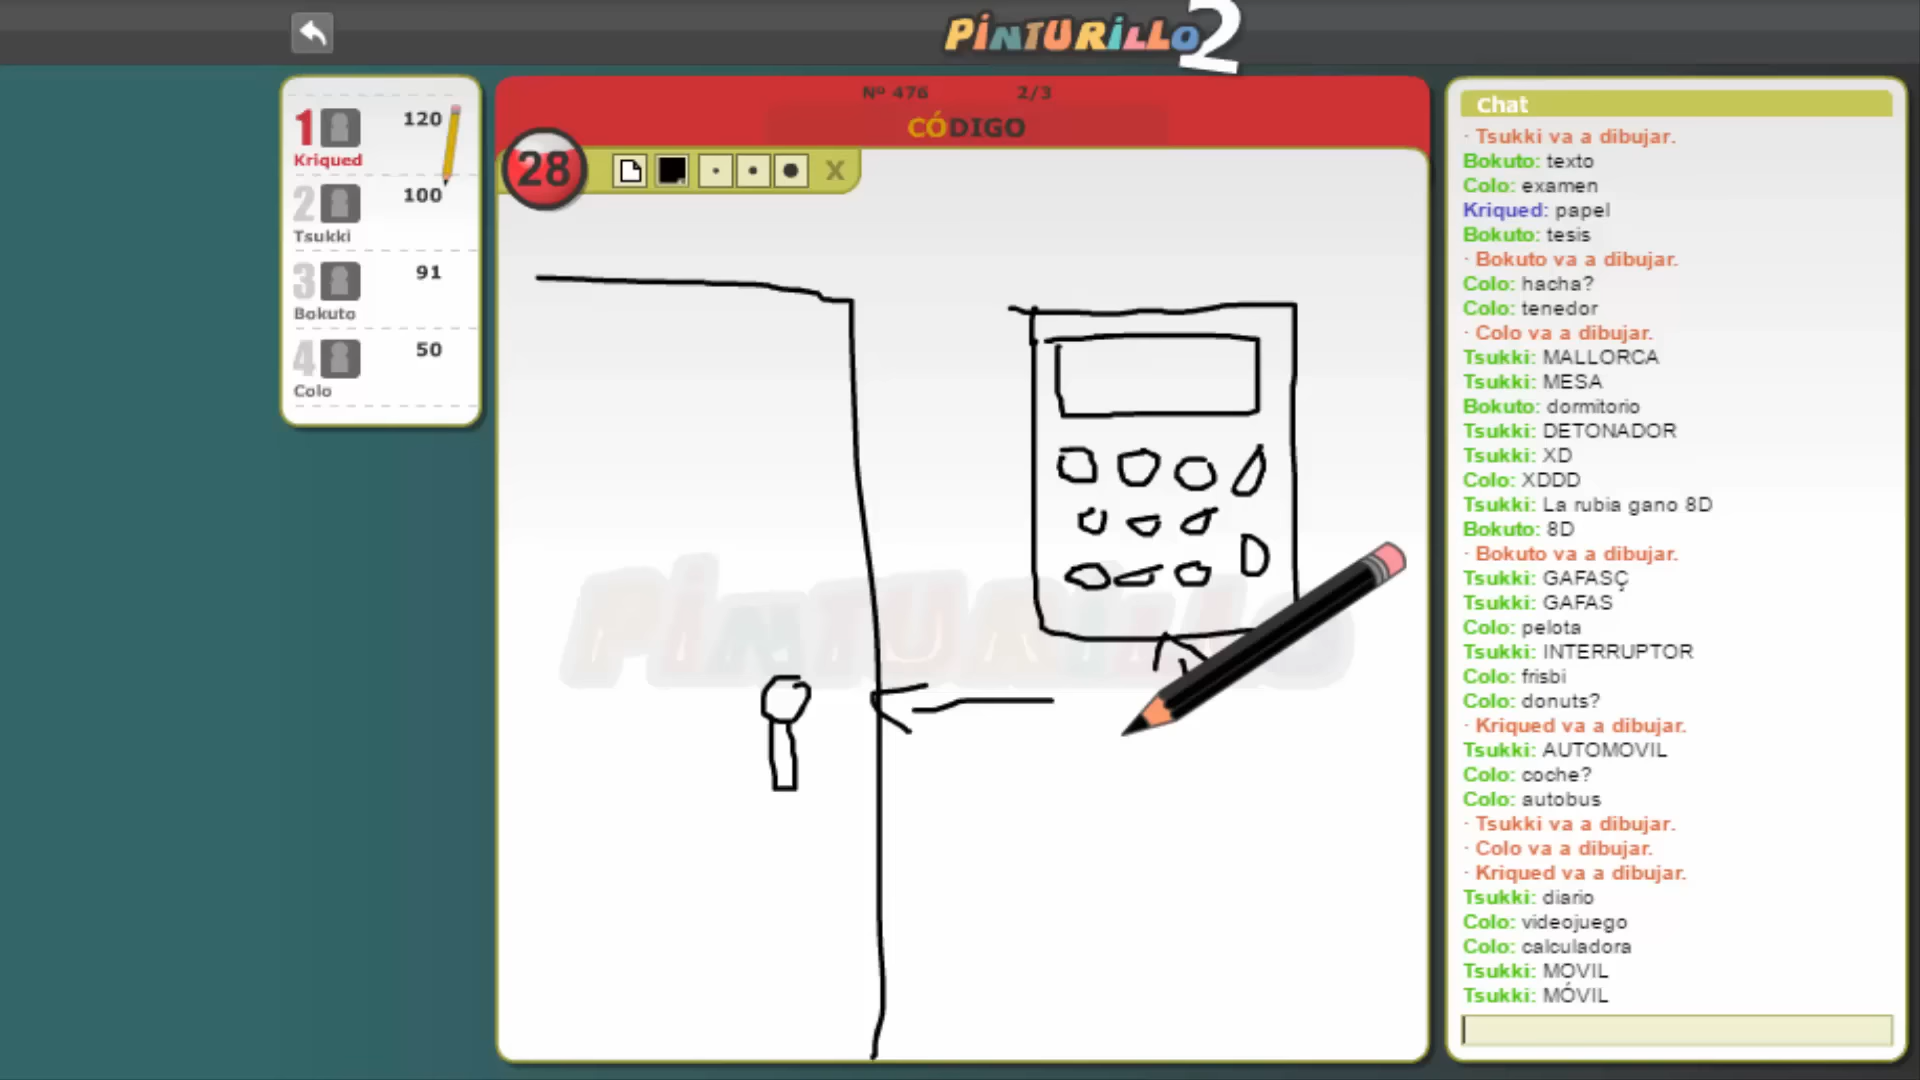 PiNTURiLLO2
1
120
Kriqued
2
100
Tsukki
3
91
Bokuto
4
50
Colo
Nº 476 2/3
CÓDIGO
28
X
PiNTURiLLO
Chat
· Tsukki va a dibujar.
Bokuto: texto
Colo: examen
Kriqued: papel
Bokuto: tesis
· Bokuto va a dibujar.
Colo: hacha?
Colo: tenedor
· Colo va a dibujar.
Tsukki: MALLORCA
Tsukki: MESA
Bokuto: dormitorio
Tsukki: DETONADOR
Tsukki: XD
Colo: XDDD
Tsukki: La rubia gano 8D
Bokuto: 8D
· Bokuto va a dibujar.
Tsukki: GAFASÇ
Tsukki: GAFAS
Colo: pelota
Tsukki: INTERRUPTOR
Colo: frisbi
Colo: donuts?
· Kriqued va a dibujar.
Tsukki: AUTOMOVIL
Colo: coche?
Colo: autobus
· Tsukki va a dibujar.
· Colo va a dibujar.
· Kriqued va a dibujar.
Tsukki: diario
Colo: videojuego
Colo: calculadora
Tsukki: MOVIL
Tsukki: MÓVIL